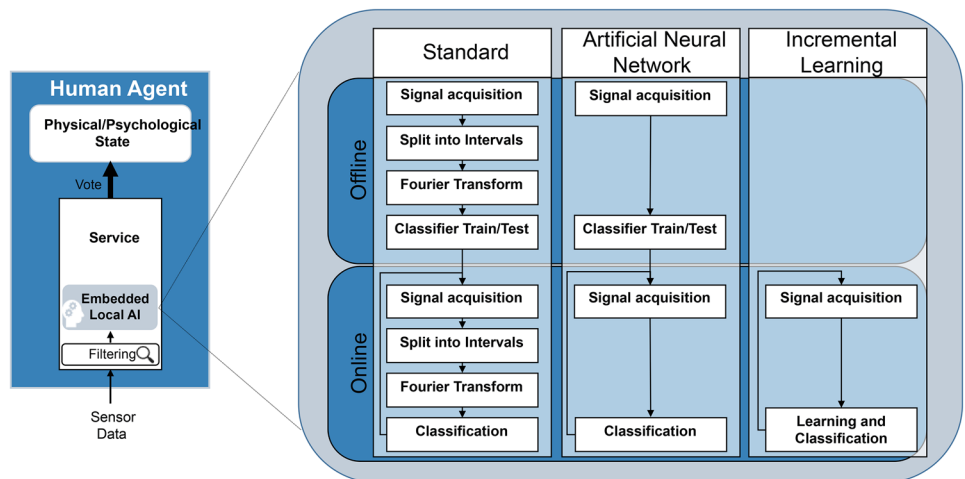 Human Agent
Physical/Psychological
State
Vote
Service
Embedded
Local AI
Filtering
Sensor
Data
Standard
Artificial Neural
Network
Incremental
Learning
Offline
Signal acquisition
Split into Intervals
Fourier Transform
Classifier Train/Test
Signal acquisition
Classifier Train/Test
Online
Signal acquisition
Split into Intervals
Fourier Transform
Classification
Signal acquisition
Classification
Signal acquisition
Learning and
Classification